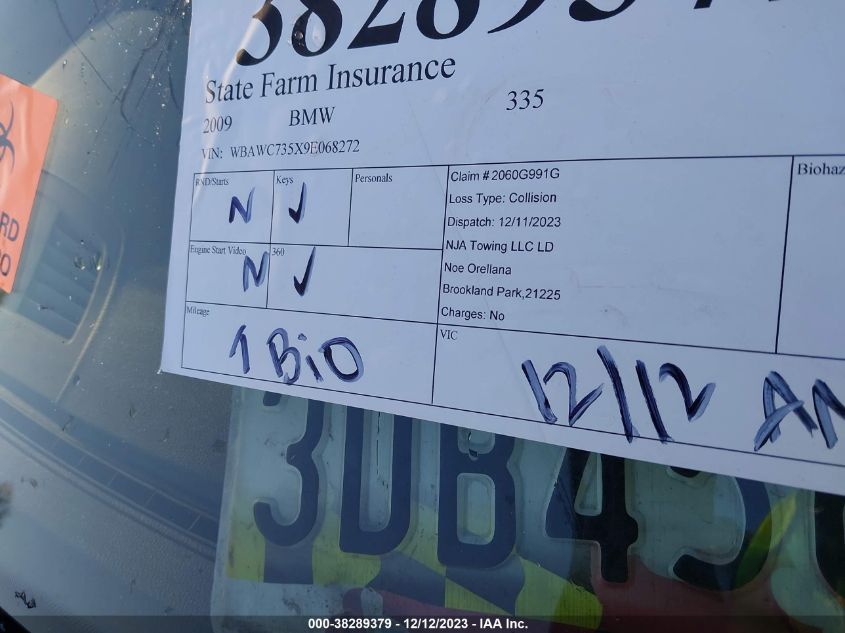 State Farm Insurance
2009 BMW 335
VIN: WBAWC735X9E068272
RND/Starts N Keys ✓ Personals
Engine Start Video N 360 ✓
Mileage
1 BiO
Claim # 2060G991G
Loss Type: Collision
Dispatch: 12/11/2023
NJA Towing LLC LD
Noe Orellana
Brookland Park,21225
Charges: No
VIC
12/12
3DB4
000-38289379 - 12/12/2023 - IAA Inc.